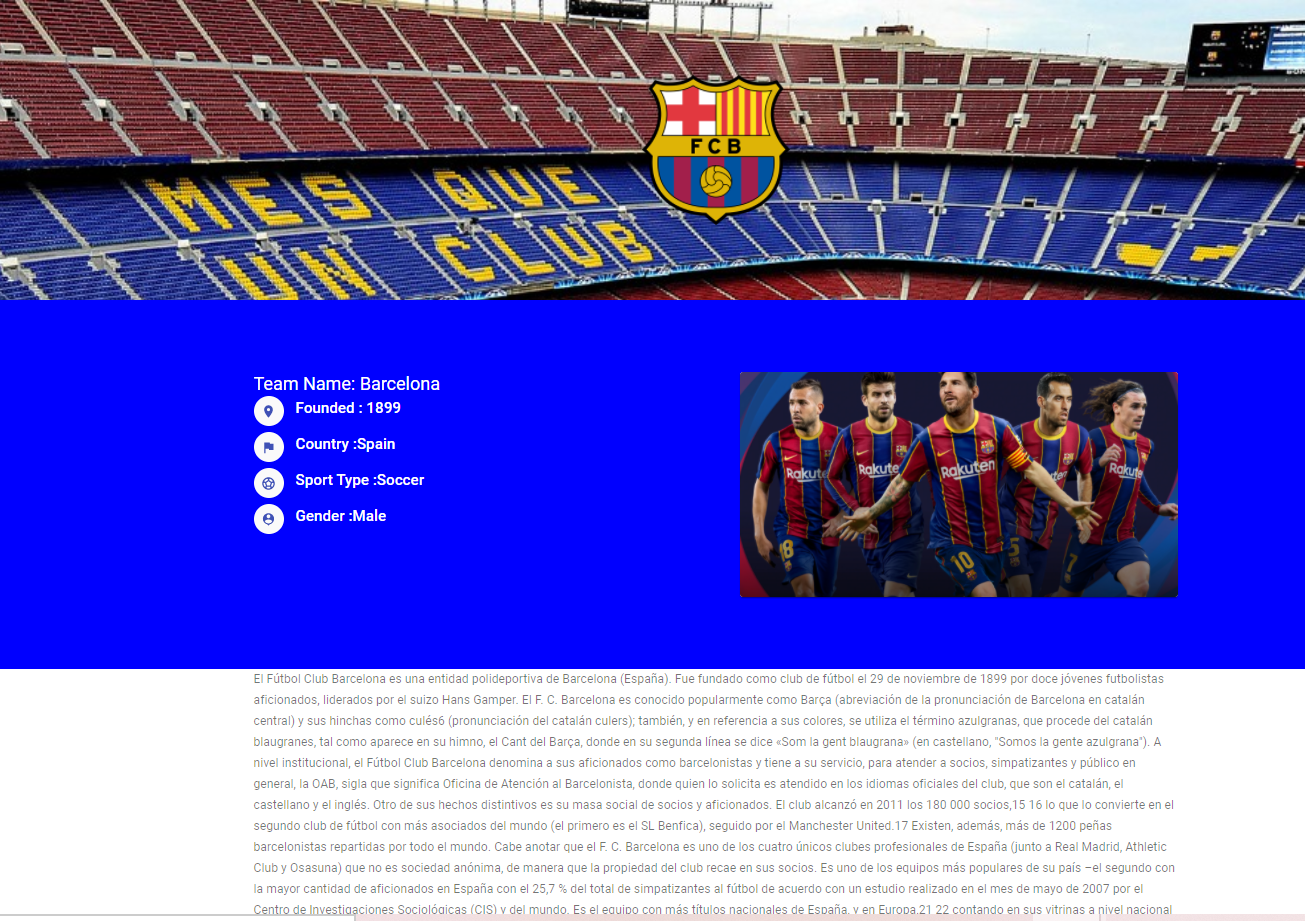 MES QUE
UN CLUB
FCB
Team Name: Barcelona
Founded : 1899
Country :Spain
Sport Type :Soccer
Gender :Male
Rakuten
Rakuten
18
10
5
7
El Fútbol Club Barcelona es una entidad polideportiva de Barcelona (España). Fue fundado como club de fútbol el 29 de noviembre de 1899 por doce jóvenes futbolistas
aficionados, liderados por el suizo Hans Gamper. El F. C. Barcelona es conocido popularmente como Barça (abreviación de la pronunciación de Barcelona en catalán
central) y sus hinchas como culés6 (pronunciación del catalán culers); también, y en referencia a sus colores, se utiliza el término azulgranas, que procede del catalán
blaugranes, tal como aparece en su himno, el Cant del Barça, donde en su segunda línea se dice «Som la gent blaugrana» (en castellano, "Somos la gente azulgrana"). A
nivel institucional, el Fútbol Club Barcelona denomina a sus aficionados como barcelonistas y tiene a su servicio, para atender a socios, simpatizantes y público en
general, la OAB, sigla que significa Oficina de Atención al Barcelonista, donde quien lo solicita es atendido en los idiomas oficiales del club, que son el catalán, el
castellano y el inglés. Otro de sus hechos distintivos es su masa social de socios y aficionados. El club alcanzó en 2011 los 180 000 socios,15 16 lo que lo convierte en el
segundo club de fútbol con más asociados del mundo (el primero es el SL Benfica), seguido por el Manchester United.17 Existen, además, más de 1200 peñas
barcelonistas repartidas por todo el mundo. Cabe anotar que el F. C. Barcelona es uno de los cuatro únicos clubes profesionales de España (junto a Real Madrid, Athletic
Club y Osasuna) que no es sociedad anónima, de manera que la propiedad del club recae en sus socios. Es uno de los equipos más populares de su país –el segundo con
la mayor cantidad de aficionados en España con el 25,7 % del total de simpatizantes al fútbol de acuerdo con un estudio realizado en el mes de mayo de 2007 por el
Centro de Investigaciones Sociológicas (CIS) y del mundo. Es el equipo con más títulos nacionales de España, y en Europa,21 22 contando en sus vitrinas a nivel nacional